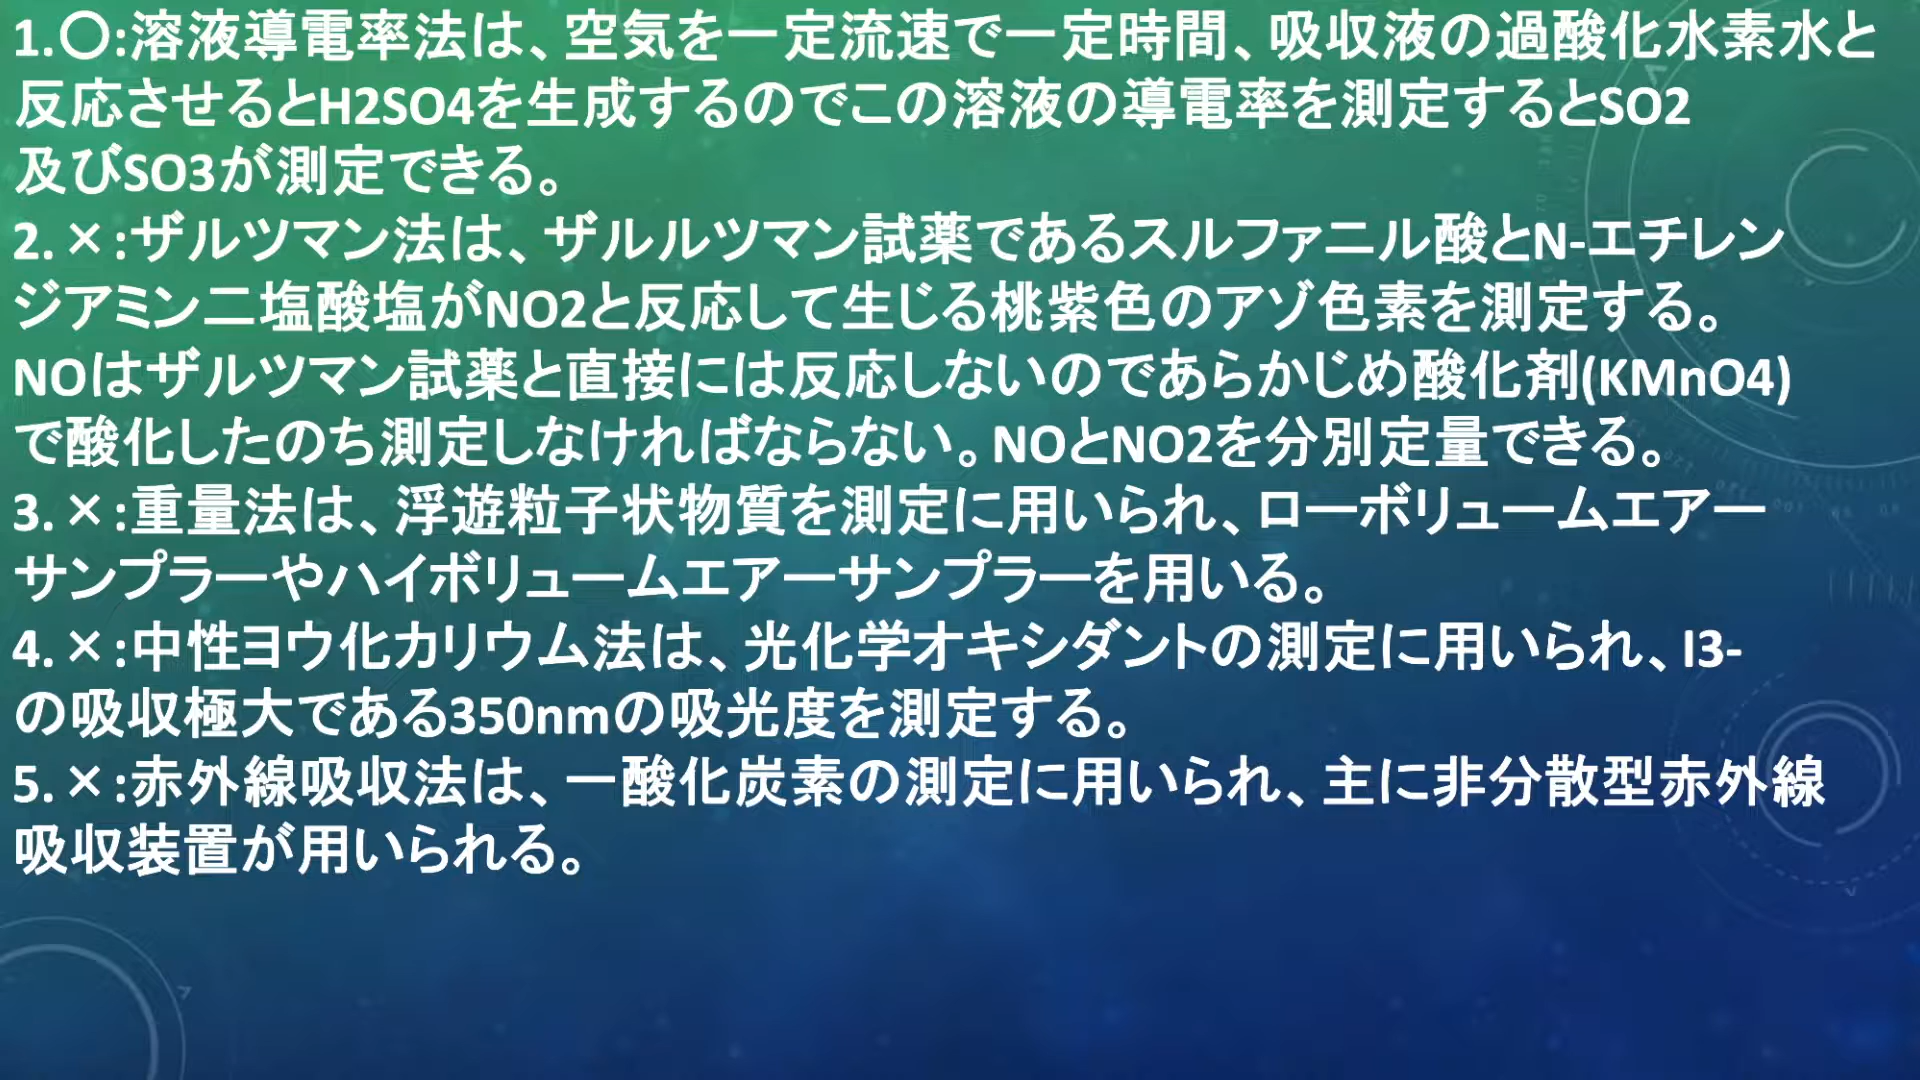 1.〇:溶液導電率法は、空気を一定流速で一定時間、吸収液の過酸化水素水と
反応させるとH2SO4を生成するのでこの溶液の導電率を測定するとSO2
及びSO3が測定できる。
2.×:ザルツマン法は、ザルルツマン試薬であるスルファニル酸とN-エチレン
ジアミン二塩酸塩がNO2と反応して生じる桃紫色のアゾ色素を測定する。
NOはザルツマン試薬と直接には反応しないのであらかじめ酸化剤(KMnO4)
で酸化したのち測定しなければならない。NOとNO2を分別定量できる。
3.×:重量法は、浮遊粒子状物質を測定に用いられ、ローボリュームエアー
サンプラーやハイボリュームエアーサンプラーを用いる。
4.×:中性ヨウ化カリウム法は、光化学オキシダントの測定に用いられ、I3-
の吸収極大である350nmの吸光度を測定する。
5.×:赤外線吸収法は、一酸化炭素の測定に用いられ、主に非分散型赤外線
吸収装置が用いられる。